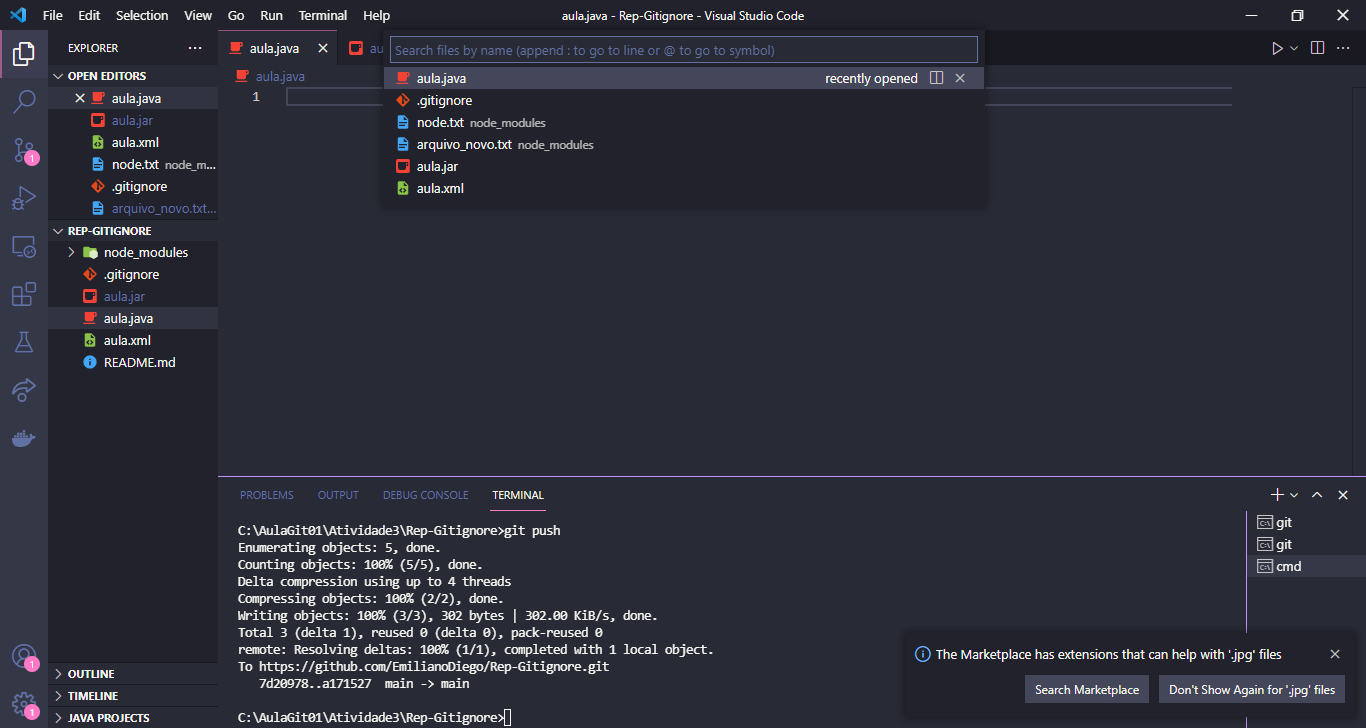 File Edit Selection View Go Run Terminal Help
aula.java - Rep-Gitignore - Visual Studio Code
EXPLORER
OPEN EDITORS
aula.java
aula.jar
aula.xml
node.txt node_m...
.gitignore
arquivo_novo.txt...
REP-GITIGNORE
node_modules
.gitignore
aula.jar
aula.java
aula.xml
README.md
OUTLINE
TIMELINE
JAVA PROJECTS
1
1
1
aula.java
au
aula.java
1
Search files by name (append : to go to line or @ to go to symbol)
aula.java recently opened
.gitignore
node.txt node_modules
arquivo_novo.txt node_modules
aula.jar
aula.xml
PROBLEMS OUTPUT DEBUG CONSOLE TERMINAL
C:\AulaGit01\Atividade3\Rep-Gitignore>git push
Enumerating objects: 5, done.
Counting objects: 100% (5/5), done.
Delta compression using up to 4 threads
Compressing objects: 100% (2/2), done.
Writing objects: 100% (3/3), 302 bytes | 302.00 KiB/s, done.
Total 3 (delta 1), reused 0 (delta 0), pack-reused 0
remote: Resolving deltas: 100% (1/1), completed with 1 local object.
To https://github.com/EmilianoDiego/Rep-Gitignore.git
7d20978..a171527 main -> main
C:\AulaGit01\Atividade3\Rep-Gitignore>
git
git
cmd
The Marketplace has extensions that can help with '.jpg' files
Search Marketplace
Don't Show Again for '.jpg' files